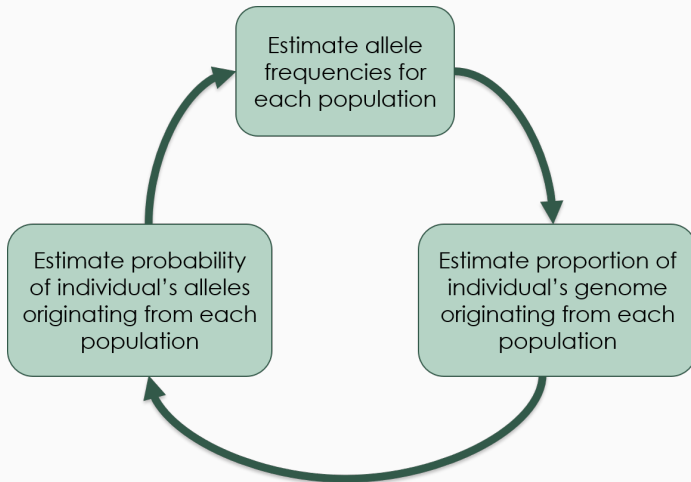 Estimate allele
frequencies for
each population
Estimate probability
of individual’s alleles
originating from each
population
Estimate proportion of
individual’s genome
originating from each
population